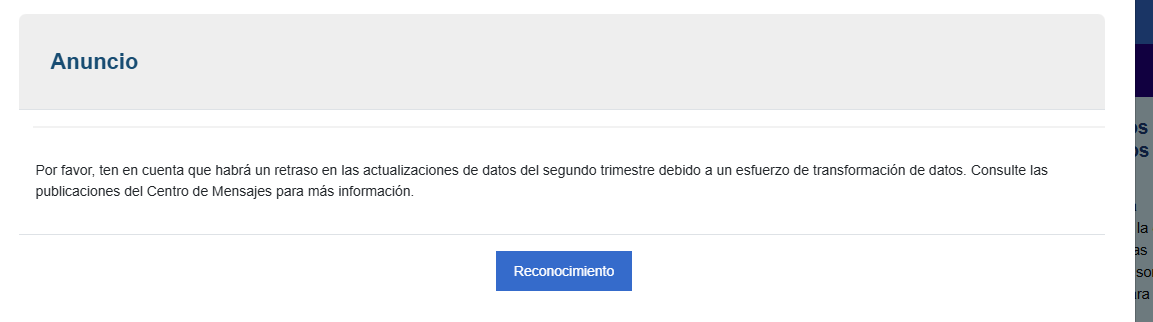 Anuncio
Por favor, ten en cuenta que habrá un retraso en las actualizaciones de datos del segundo trimestre debido a un esfuerzo de transformación de datos. Consulte las
publicaciones del Centro de Mensajes para más información.
Reconocimiento